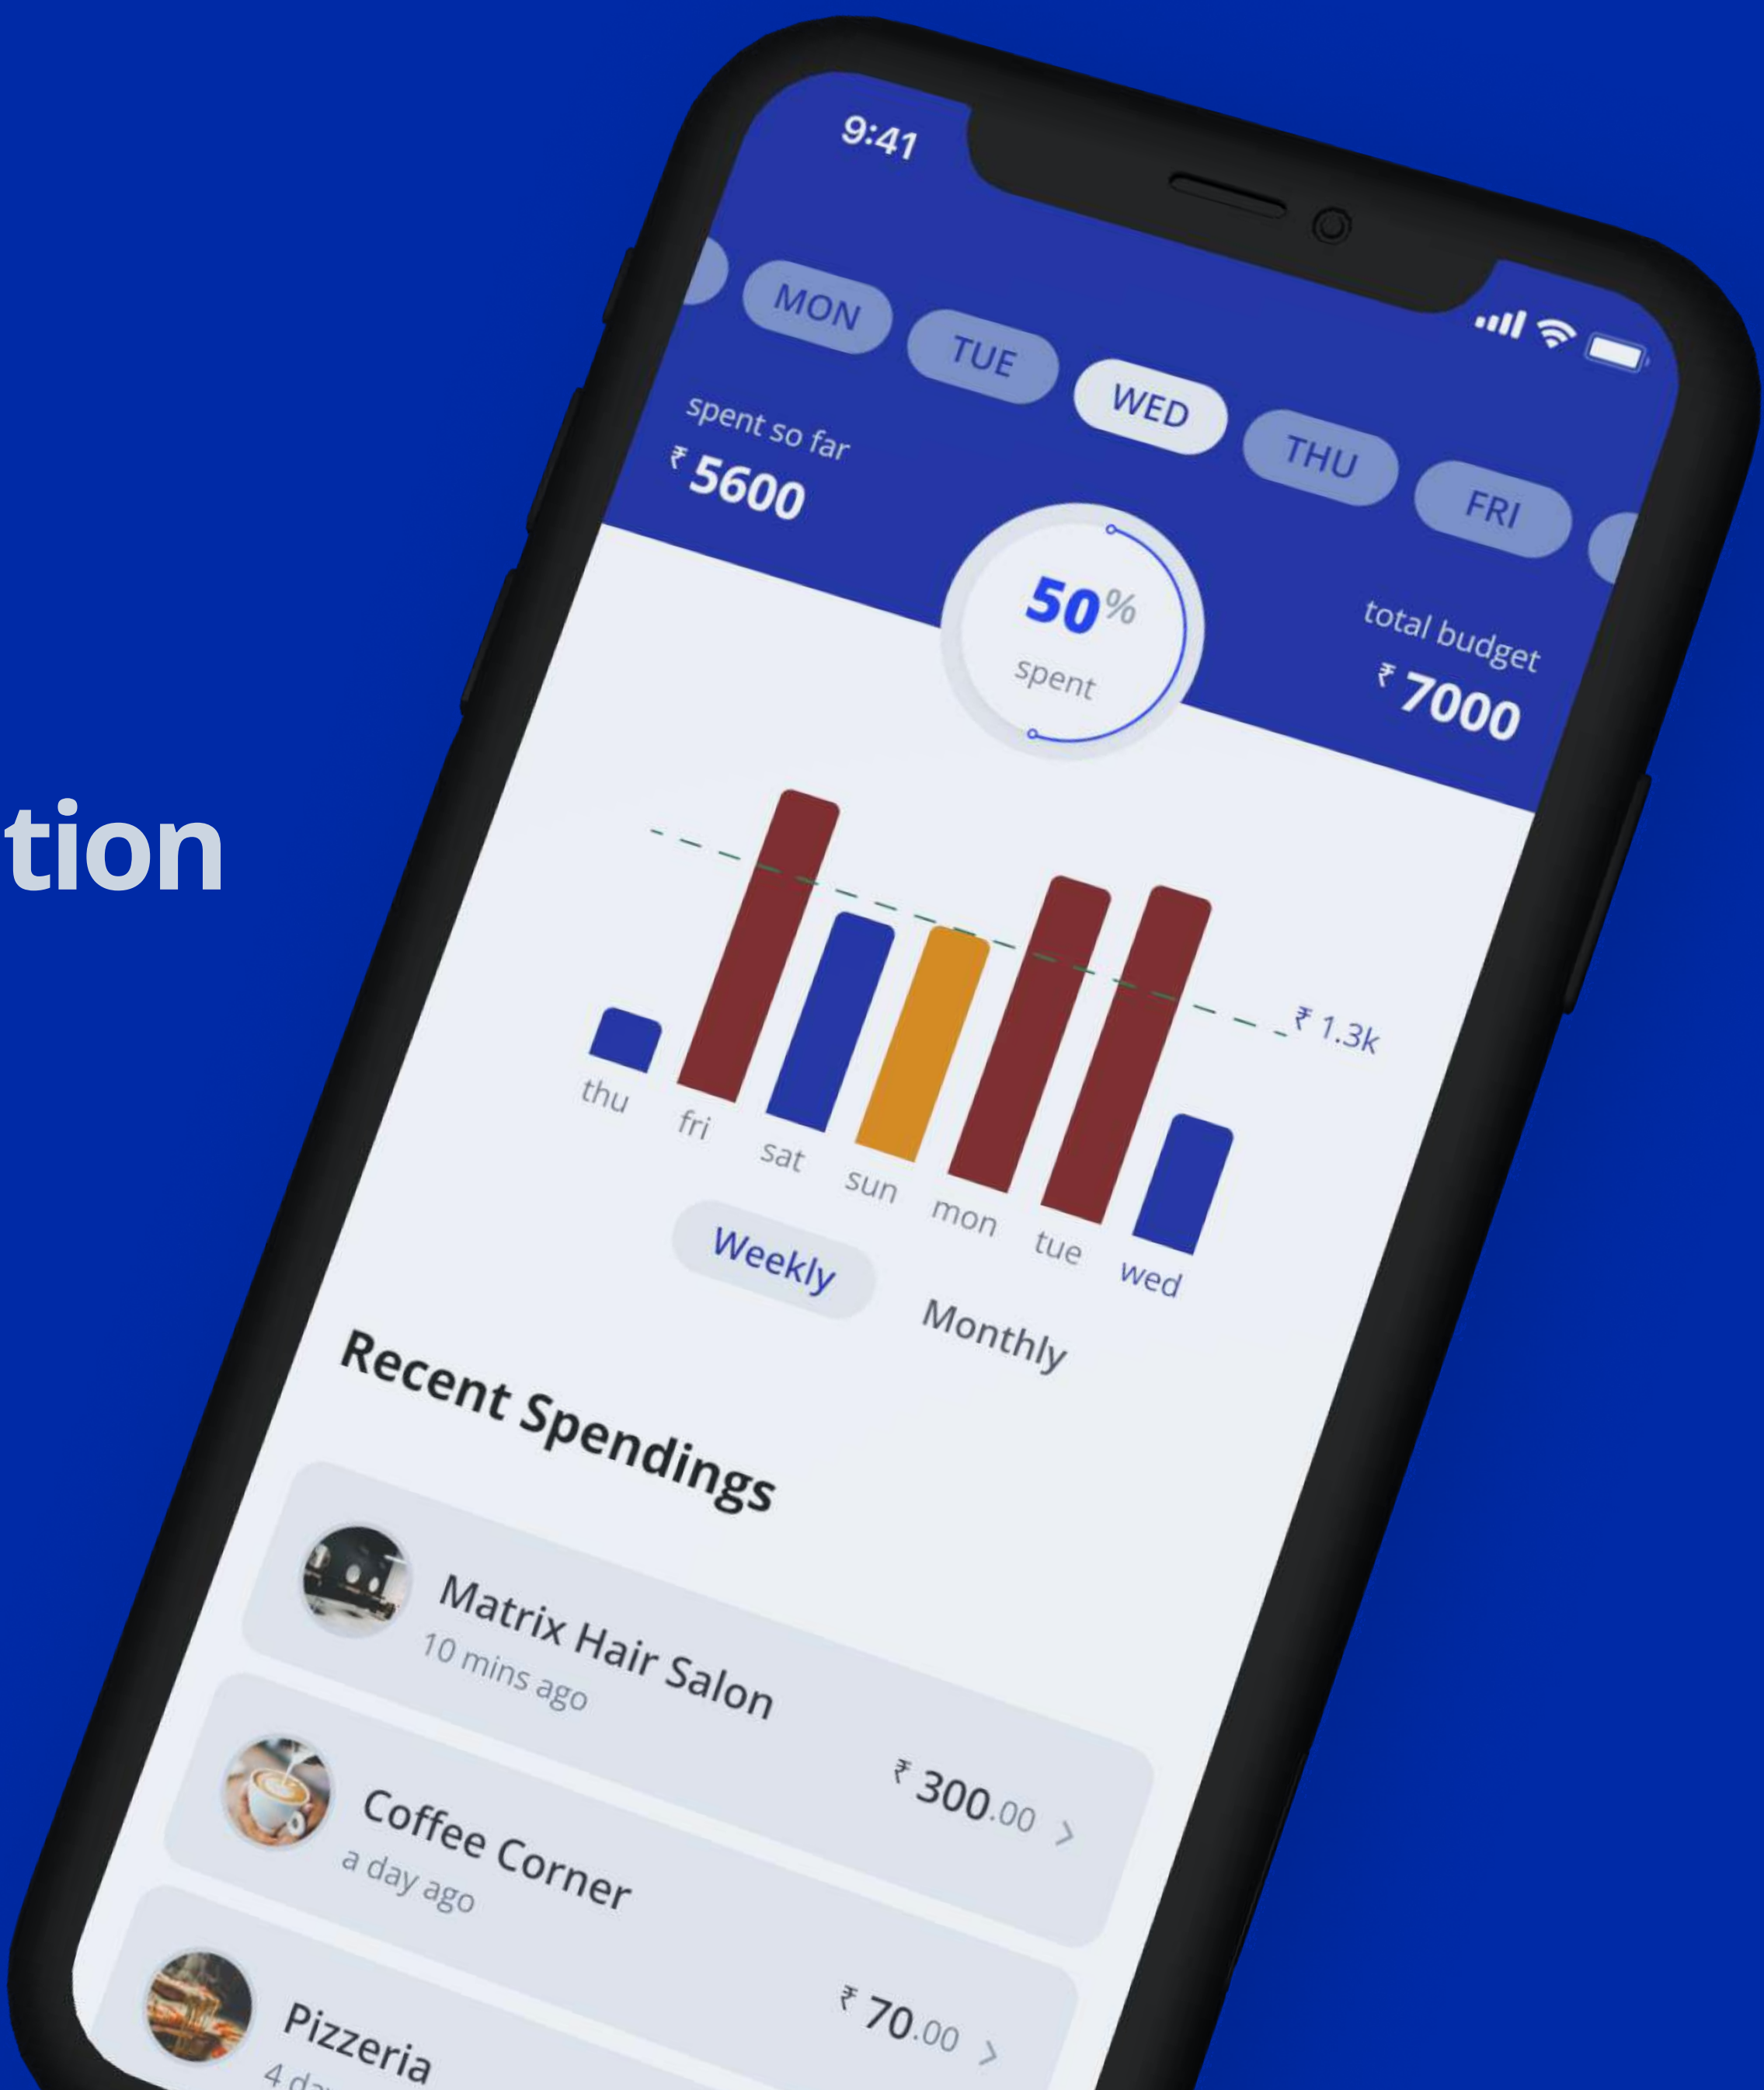 9:41
MON
TUE
WED
THU
FRI
spent so far
₹ 5600
50%
spent
total budget
₹ 7000
tion
₹ 1.3k
thu
fri
sat
sun
mon
tue
wed
Weekly
Monthly
Recent Spendings
Matrix Hair Salon
10 mins ago
₹ 300.00
Coffee Corner
a day ago
₹ 70.00
Pizzeria
4